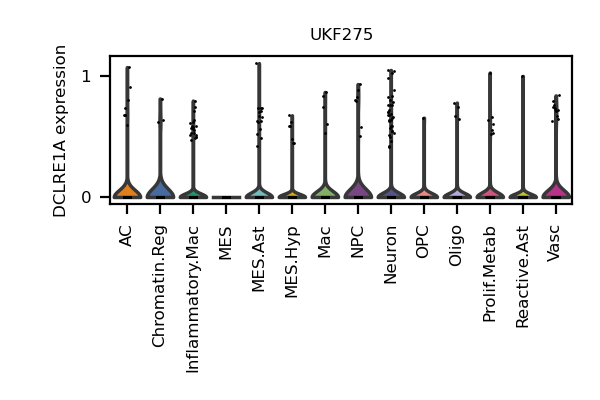 UKF275
DCLRE1A expression
1
0
AC
Chromatin.Reg
Inflammatory.Mac
MES
MES.Ast
MES.Hyp
Mac
NPC
Neuron
OPC
Oligo
Prolif.Metab
Reactive.Ast
Vasc